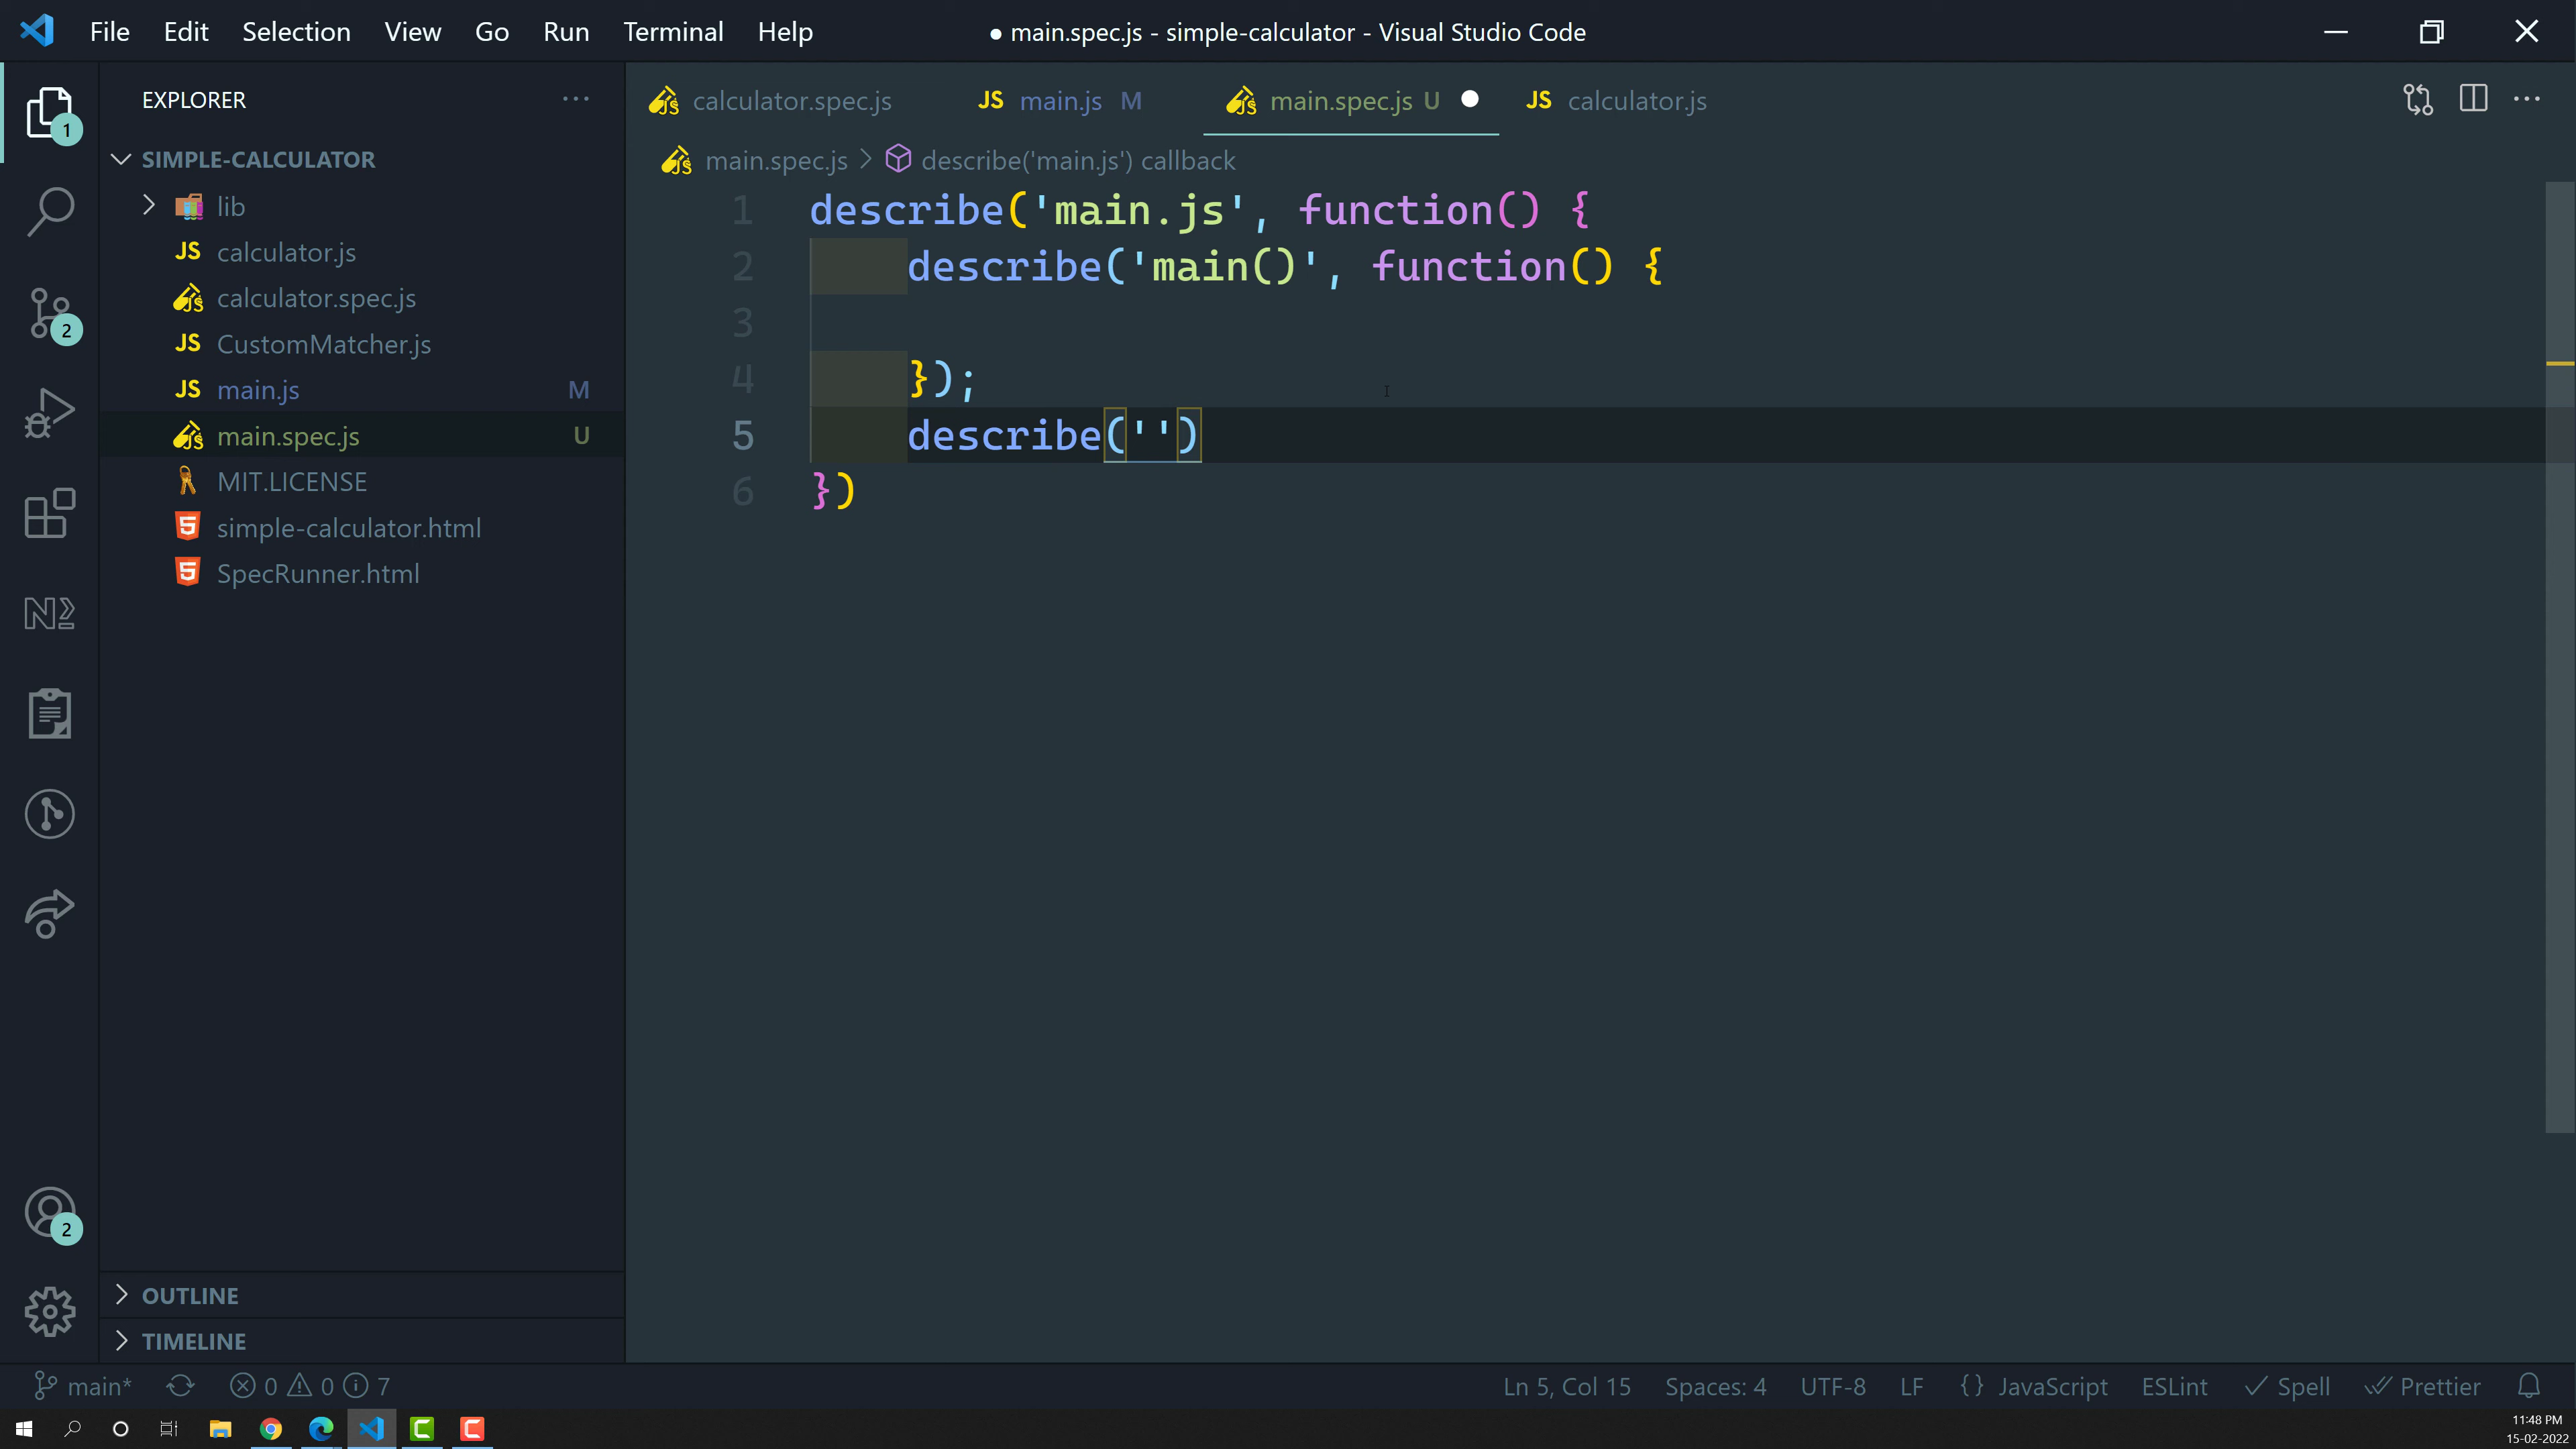 File Edit Selection View Go Run Terminal Help
● main.spec.js - simple-calculator - Visual Studio Code
EXPLORER
SIMPLE-CALCULATOR
lib
JS calculator.js
calculator.spec.js
JS CustomMatcher.js
JS main.js M
main.spec.js U
MIT.LICENSE
simple-calculator.html
SpecRunner.html
OUTLINE
TIMELINE
1
2
2
calculator.spec.js JS main.js M main.spec.js U JS calculator.js
main.spec.js > describe('main.js') callback
1 describe('main.js', function() {
2 describe('main()', function() {
3
4 });
5 describe('')
6 })
main* 0 0 7 Ln 5, Col 15 Spaces: 4 UTF-8 LF {} JavaScript ESLint Spell Prettier
11:48 PM
15-02-2022